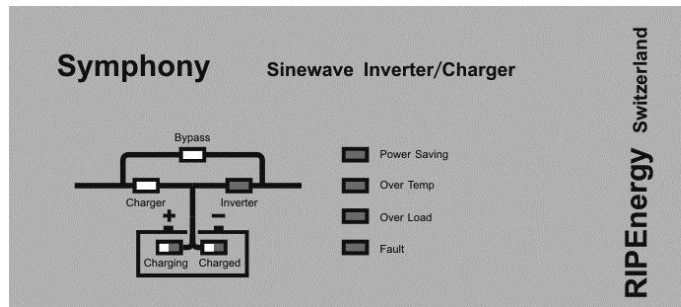 Symphony
Sinewave Inverter/Charger
Bypass
Charger
Inverter
+
−
Charging
Charged
Power Saving
Over Temp
Over Load
Fault
RIPEnergy Switzerland